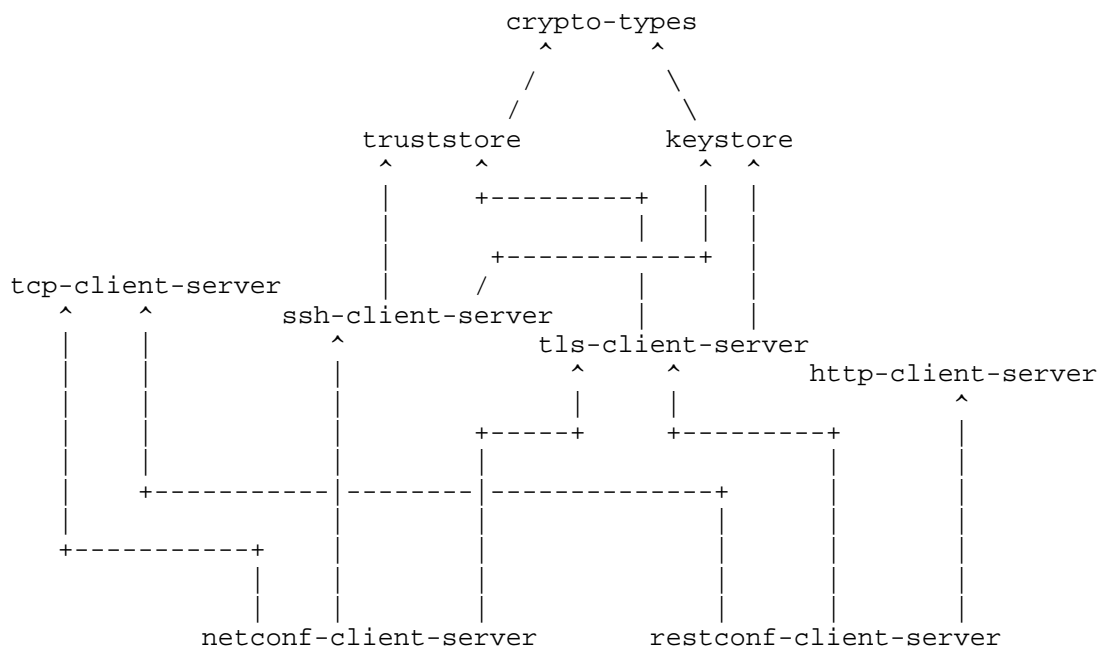 crypto-types
truststore keystore
tcp-client-server
ssh-client-server
tls-client-server
http-client-server
netconf-client-server restconf-client-server